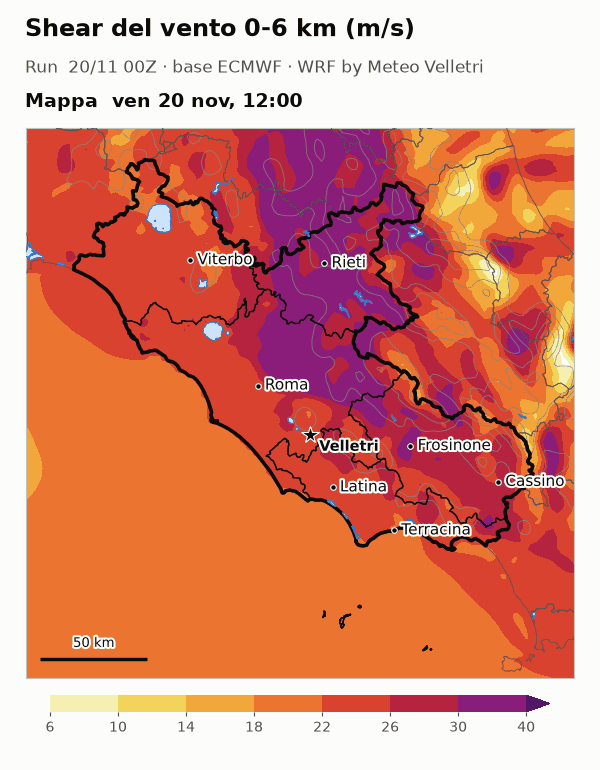 Shear del vento 0-6 km (m/s)
Run  20/11 00Z · base ECMWF · WRF by Meteo Velletri
Mappa  ven 20 nov, 12:00
Viterbo
Rieti
Roma
Velletri
Frosinone
Cassino
Latina
Terracina
50 km
6 10 14 18 22 26 30 40